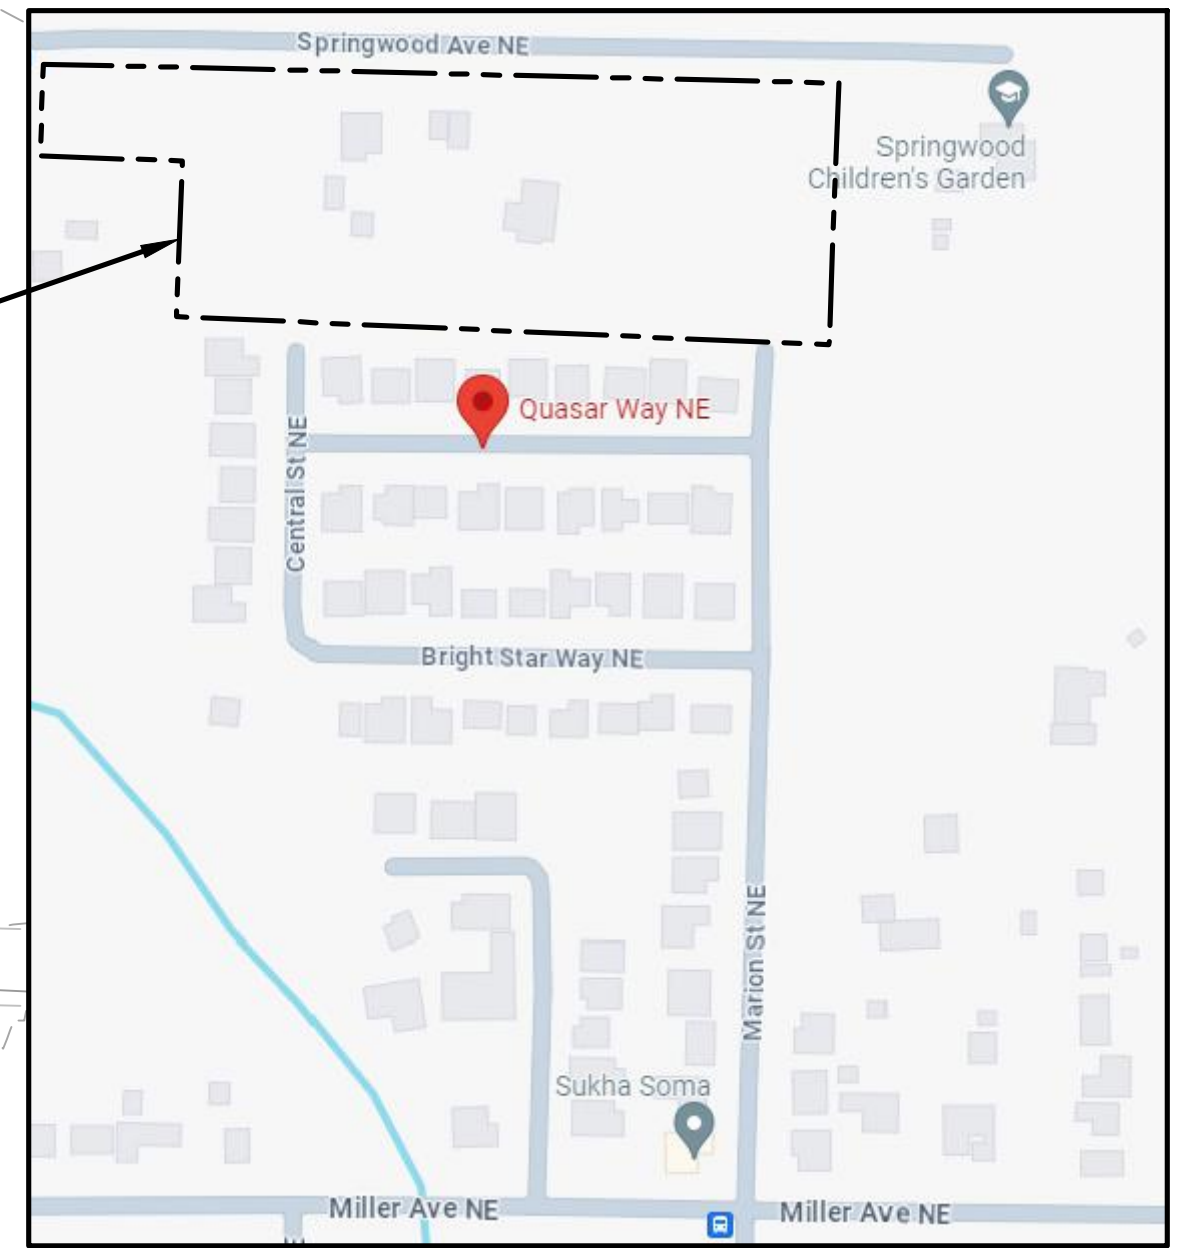 Springwood Ave NE
Springwood
Children's Garden
Quasar Way NE
Central St NE
Bright Star Way NE
Marion St NE
Sukha Soma
Miller Ave NE
Miller Ave NE